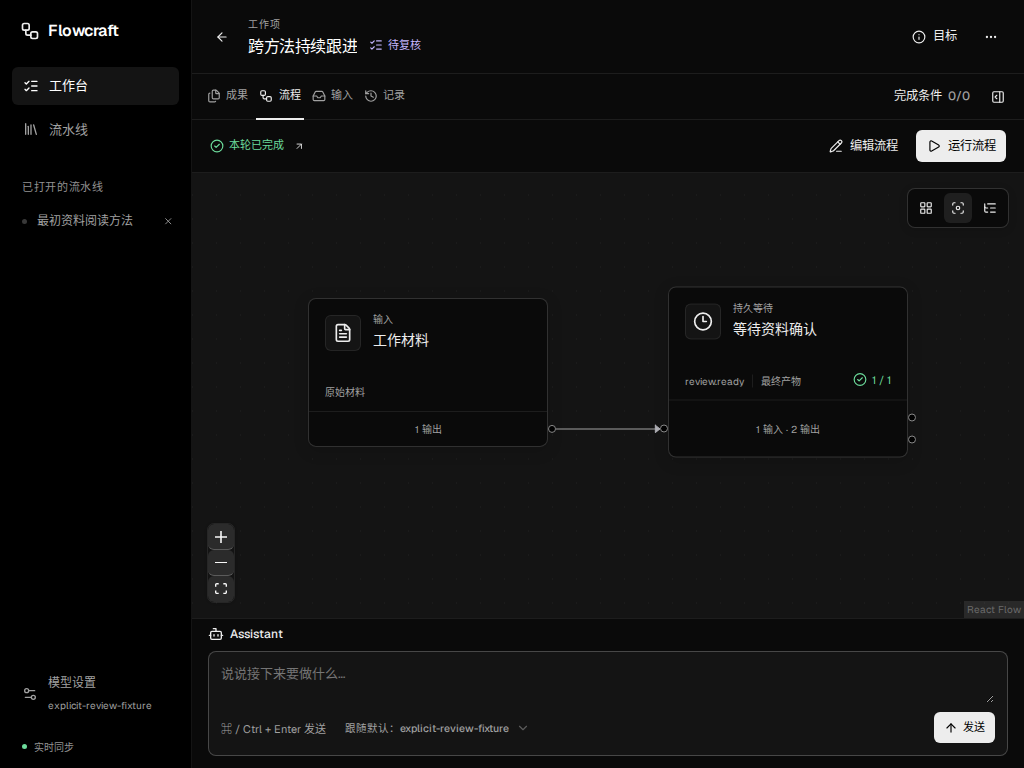 Flowcraft
工作台
流水线
已打开的流水线
最初资料阅读方法
模型设置
explicit-review-fixture
实时同步
工作项
跨方法持续跟进
待复核
目标
成果
流程
输入
记录
完成条件 0/0
本轮已完成
编辑流程
运行流程
输入
工作材料
原始材料
1 输出
持久等待
等待资料确认
review.ready
最终产物
1 / 1
1 输入 · 2 输出
React Flow
Assistant
说说接下来要做什么…
⌘ / Ctrl + Enter 发送
跟随默认：explicit-review-fixture
发送